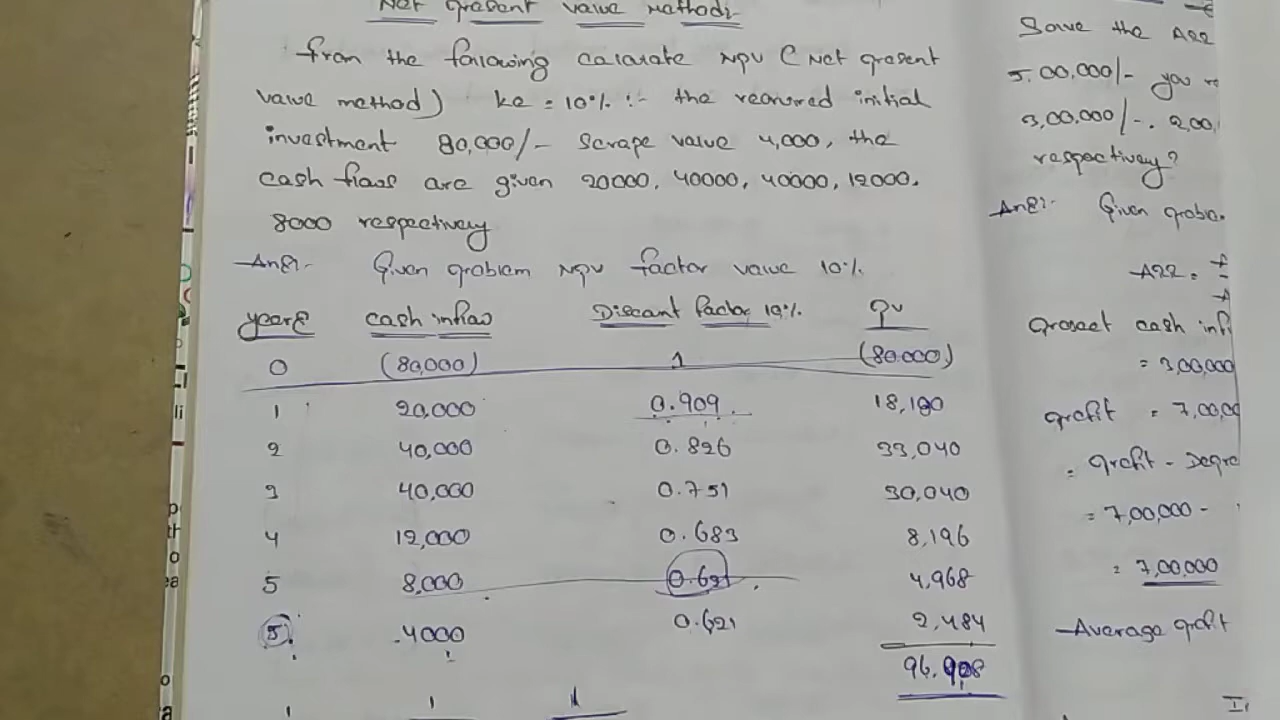 Net present value method:
from the following calculate NPV (Net present
value method) ke = 10% :- the required initial
investment 80,000/- Scrape value 4,000, the
cash flows are given 20000, 40000, 40000, 12000,
8000 respectively
Ans:- Given problem NPV factor value 10%
years cash inflow Discount factor 10% PV
0 (80,000) 1 (80,000)
1 20,000 0.909 18,180
2 40,000 0.826 33,040
3 40,000 0.751 30,040
4 12,000 0.683 8,196
5 8,000 0.621 4,968
5 4000 0.621 2,484
96,908
Save the ARR
5,00,000/- you
3,00,000/-. 2,00,
respectively?
Ans:- Given proble
ARR =
Project cash infl
= 3,00,000
profit = 7,00,00
= profit - Depre
= 7,00,000 -
= 7,00,000
Average profit